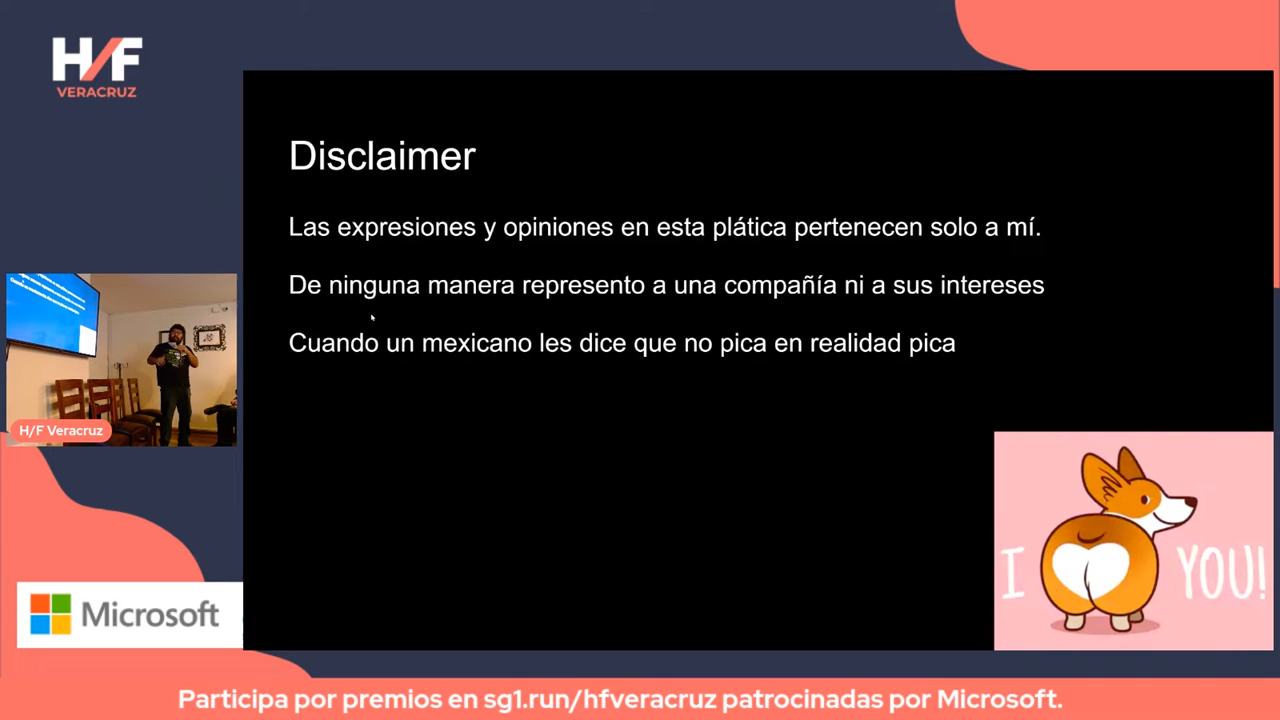 H/F
VERACRUZ
Disclaimer
Las expresiones y opiniones en esta plática pertenecen solo a mí.
De ninguna manera represento a una compañía ni a sus intereses
Cuando un mexicano les dice que no pica en realidad pica
H/F Veracruz
I YOU!
Microsoft
Participa por premios en sg1.run/hfveracruz patrocinadas por Microsoft.